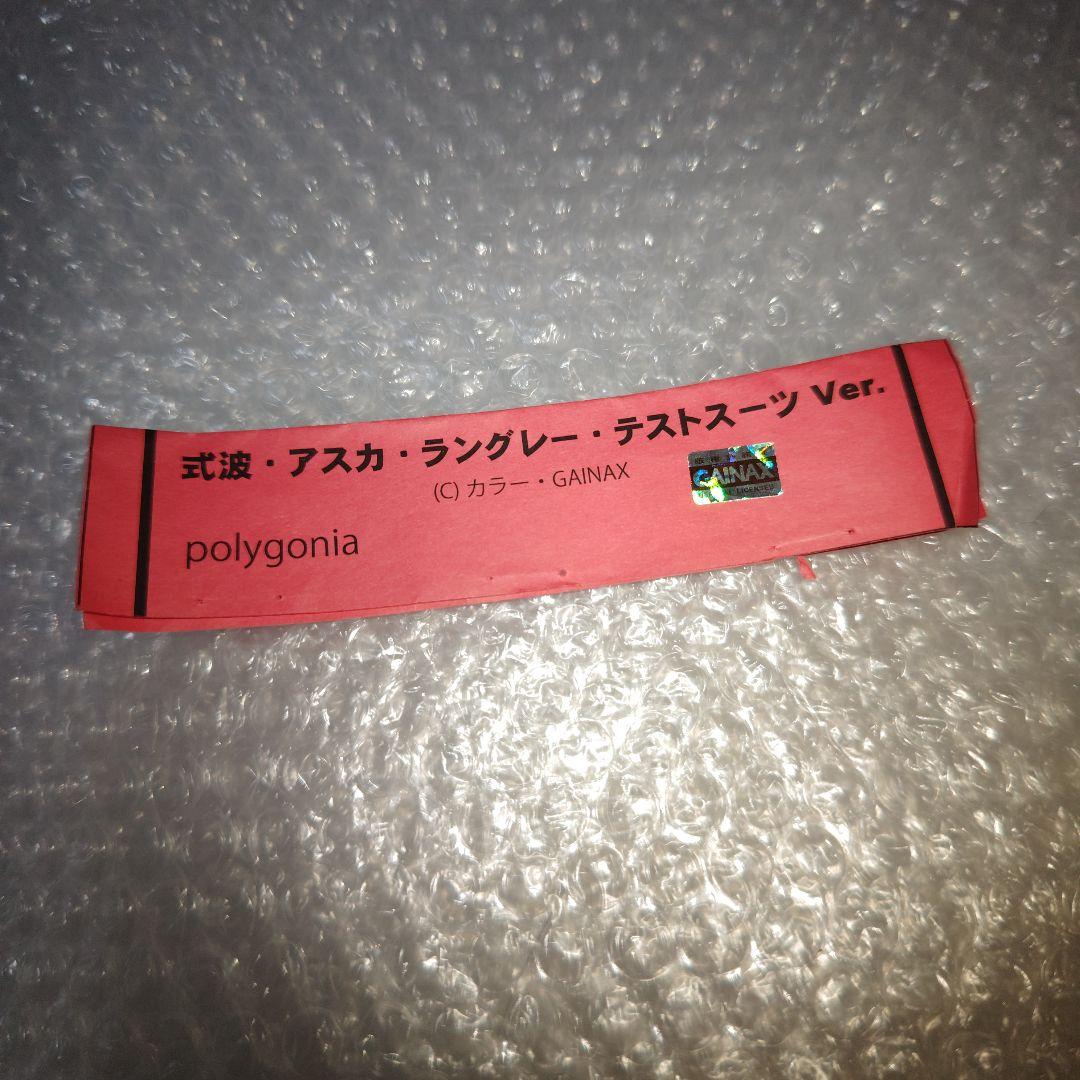 式波・アスカ・ラングレー・テストスーツ Ver.
(C) カラー・GAINAX
GAINAX
LICENSED
polygonia